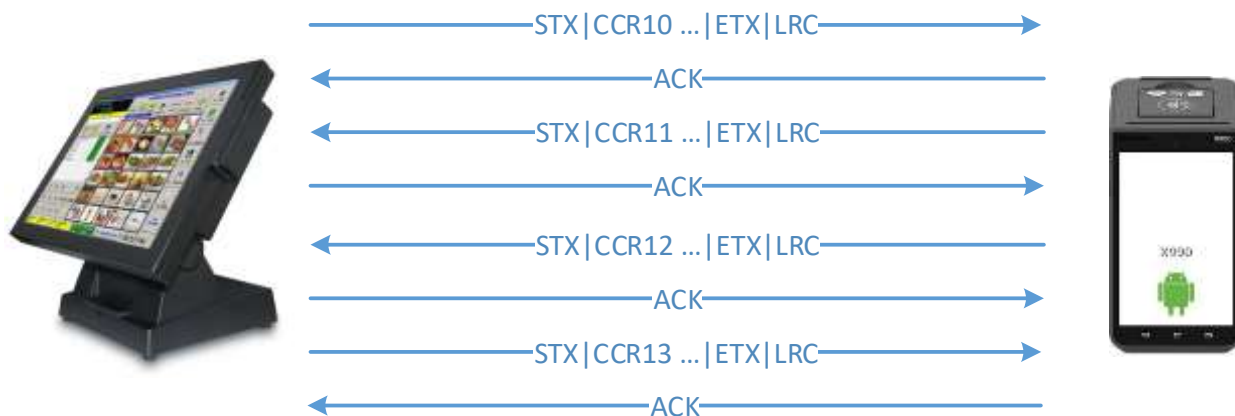 STX|CCR10 ...|ETX|LRC
ACK
STX|CCR11 ...|ETX|LRC
ACK
STX|CCR12 ...|ETX|LRC
X990
ACK
STX|CCR13 ...|ETX|LRC
ACK